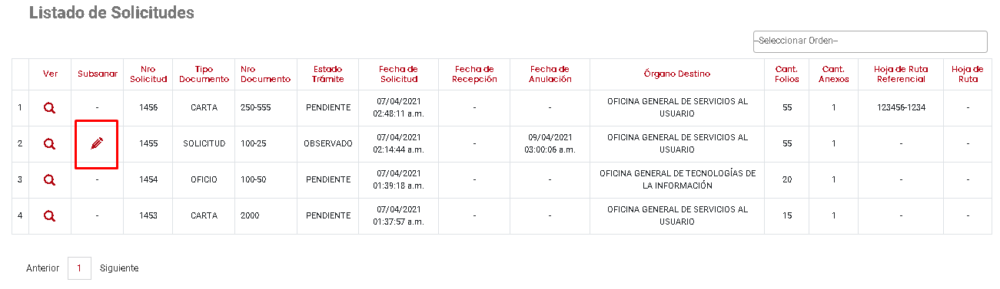 Listado de Solicitudes
--Seleccionar Orden--
Ver Subsanar Nro Solicitud Tipo Documento Nro Documento Estado Trámite Fecha de Solicitud Fecha de Recepción Fecha de Anulación Órgano Destino Cant. Folios Cant. Anexos Hoja de Ruta Referencial Hoja de Ruta
1 - 1456 CARTA 250-555 PENDIENTE 07/04/2021 02:48:11 a.m. - - OFICINA GENERAL DE SERVICIOS AL USUARIO 55 1 123456-1234 -
2 1455 SOLICITUD 100-25 OBSERVADO 07/04/2021 02:14:44 a.m. - 09/04/2021 03:00:06 a.m. OFICINA GENERAL DE SERVICIOS AL USUARIO 55 1 - -
3 - 1454 OFICIO 100-50 PENDIENTE 07/04/2021 01:39:18 a.m. - - OFICINA GENERAL DE TECNOLOGÍAS DE LA INFORMACIÓN 20 1 - -
4 - 1453 CARTA 2000 PENDIENTE 07/04/2021 01:37:57 a.m. - - OFICINA GENERAL DE SERVICIOS AL USUARIO 15 1 - -
Anterior 1 Siguiente